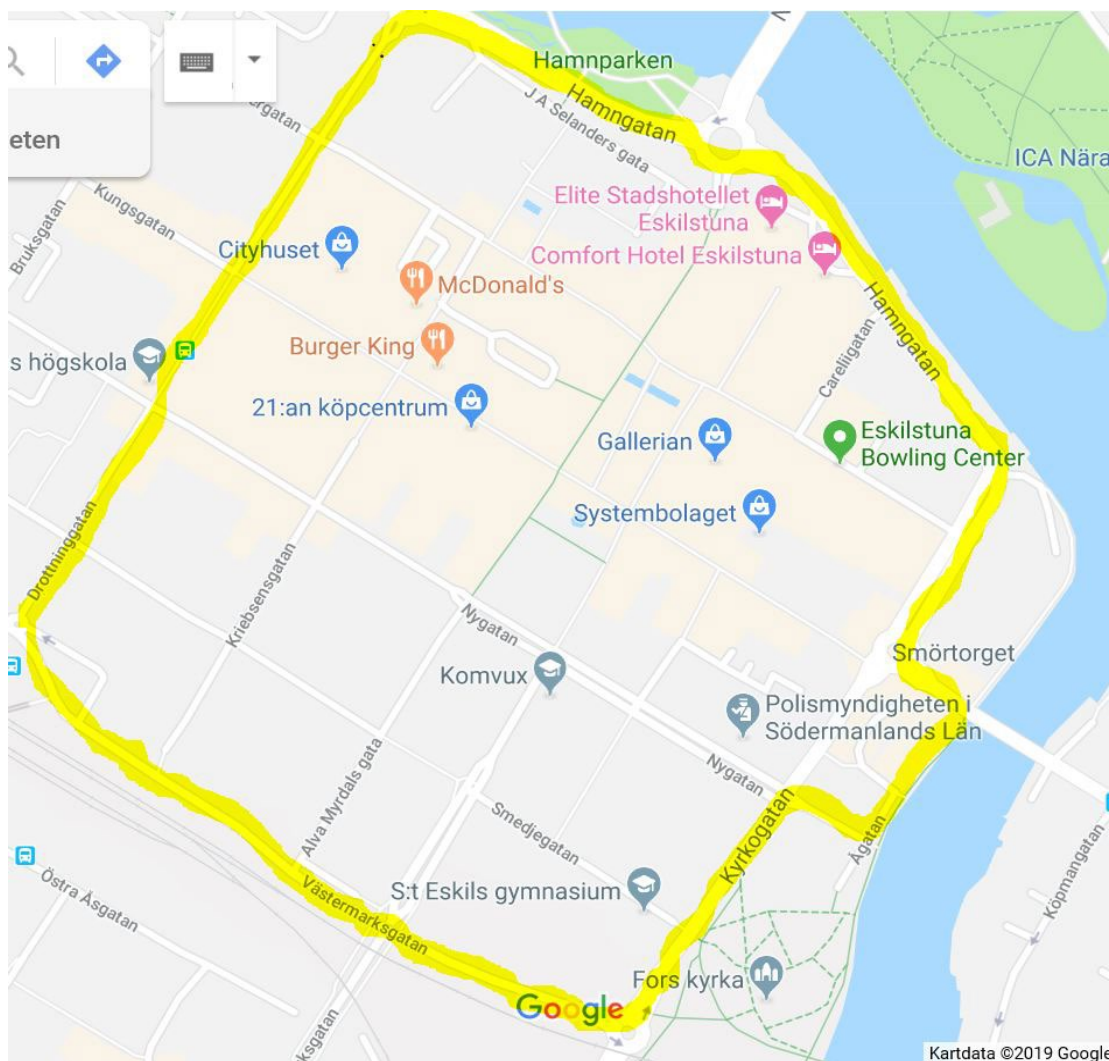 Hamnparken
eten
Hamngatan
J A Selanders gata
ICA Nära
Kungsgatan
Bruksgatan
Elite Stadshotellet
Eskilstuna
Cityhuset
Comfort Hotel Eskilstuna
McDonald's
Hamngatan
Burger King
s högskola
Careliigatan
21:an köpcentrum
Gallerian
Eskilstuna
Bowling Center
Systembolaget
Drottninggatan
Kriebsensgatan
Nygatan
Smörtorget
Komvux
Polismyndigheten i
Södermanlands Län
Nygatan
Alva Myrdals gata
Smedjegatan
Kyrkogatan
Ågatan
Köpmangatan
Östra Åsgatan
S:t Eskils gymnasium
Västermarksgatan
Fors kyrka
Google
Kartdata ©2019 Google